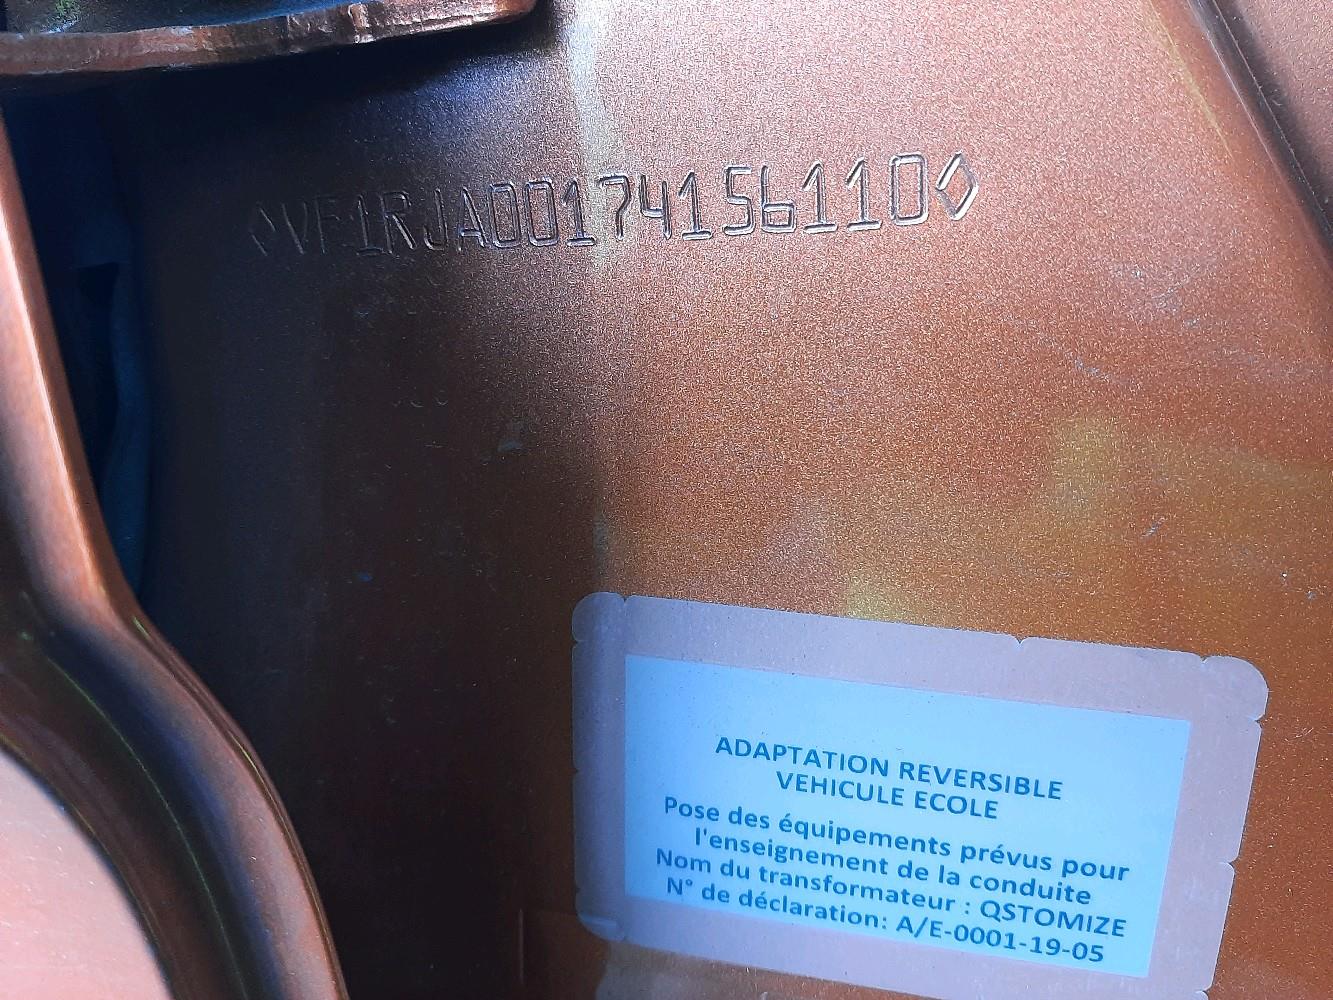 ◊VF1RJA00174156110◊
ADAPTATION REVERSIBLE
VEHICULE ECOLE
Pose des équipements prévus pour
l'enseignement de la conduite
Nom du transformateur : QSTOMIZE
N° de déclaration: A/E-0001-19-05